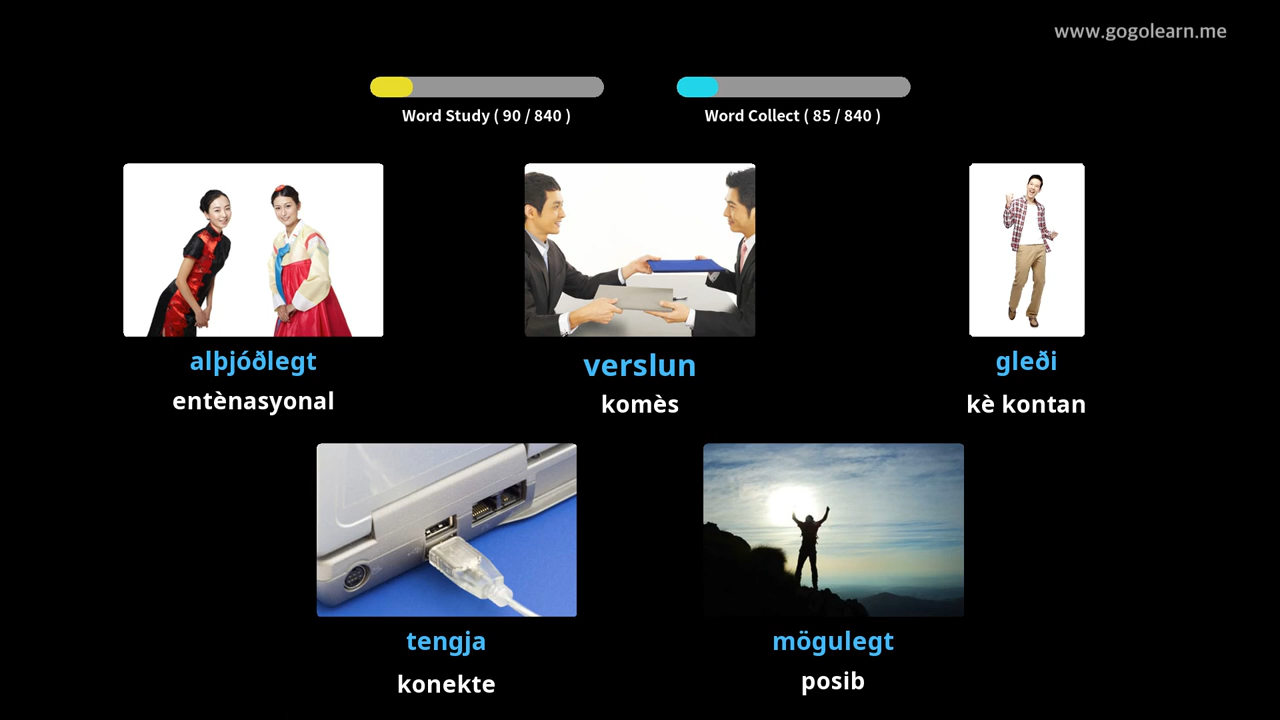 www.gogolearn.me
Word Study ( 90 / 840 )
Word Collect ( 85 / 840 )
alþjóðlegt
entènasyonal
verslun
komès
gleði
kè kontan
tengja
konekte
mögulegt
posib